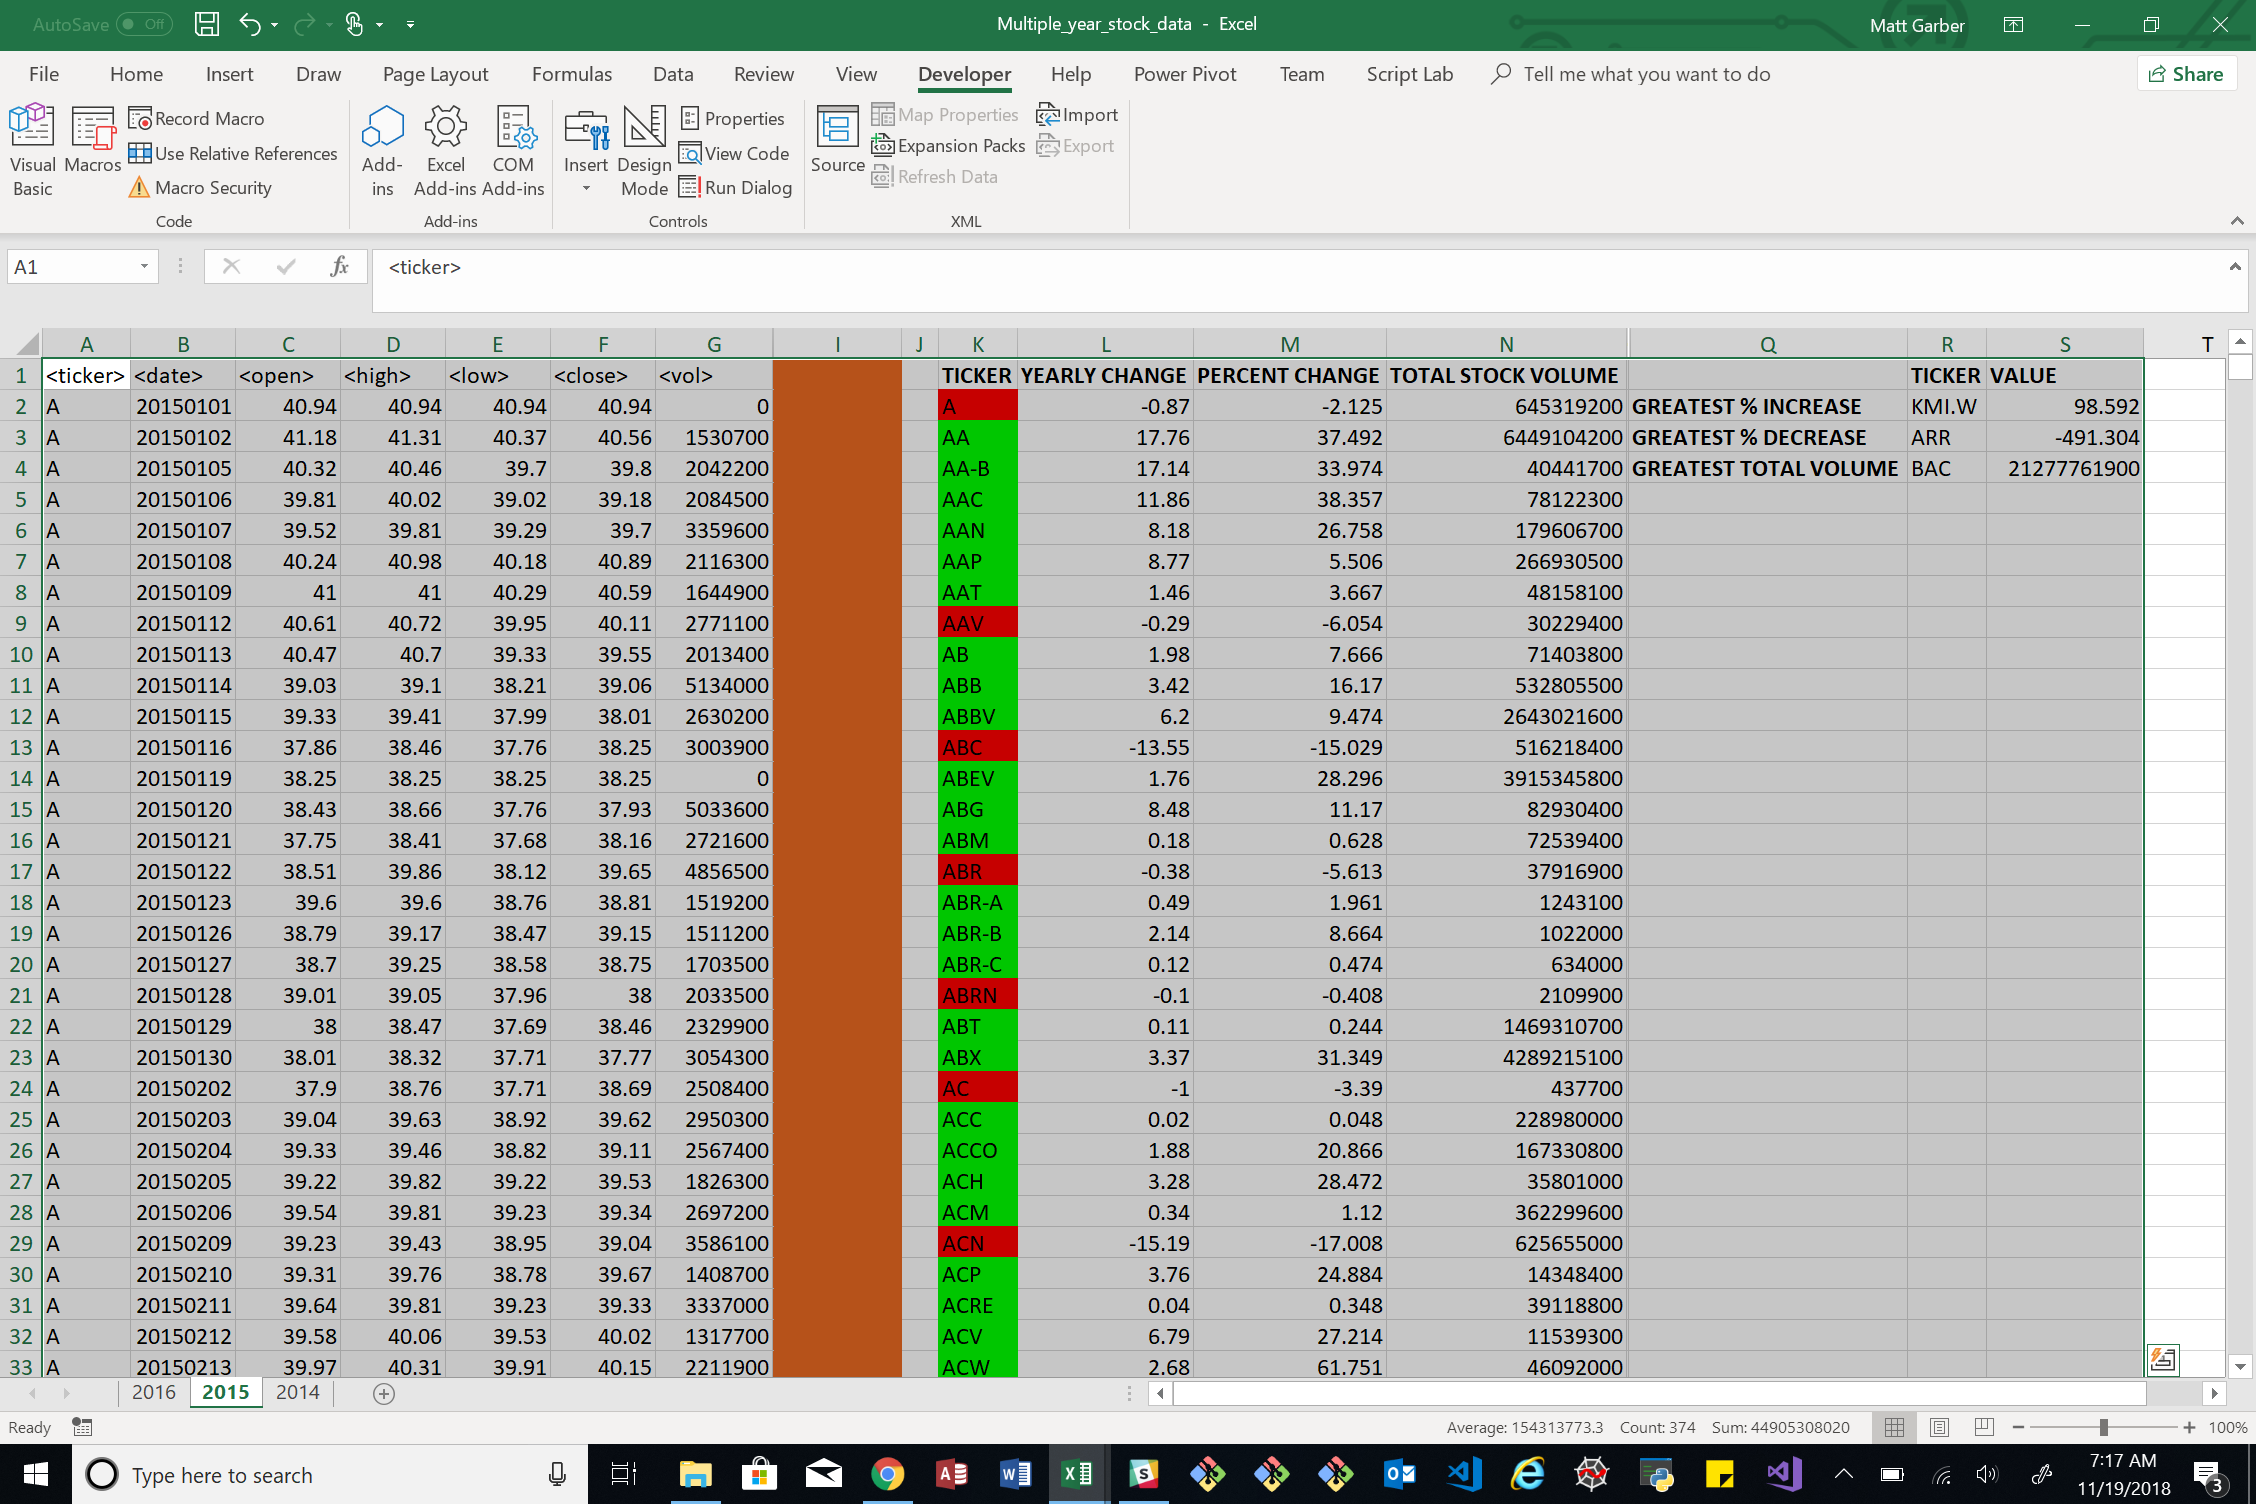 AutoSave Off Multiple_year_stock_data - Excel Matt Garber
File Home Insert Draw Page Layout Formulas Data Review View Developer Help Power Pivot Team Script Lab Tell me what you want to do Share
Visual Basic
Macros
Record Macro
Use Relative References
Macro Security
Code
Add-ins
Excel Add-ins
COM Add-ins
Add-ins
Insert
Design Mode
Properties
View Code
Run Dialog
Controls
Source
Map Properties
Expansion Packs
Refresh Data
Import
Export
XML
A1 fx <ticker>
A B C D E F G I J K L M N Q R S T
1 <ticker> <date> <open> <high> <low> <close> <vol> TICKER YEARLY CHANGE PERCENT CHANGE TOTAL STOCK VOLUME TICKER VALUE
2 A 20150101 40.94 40.94 40.94 40.94 0 A -0.87 -2.125 645319200 GREATEST % INCREASE KMI.W 98.592
3 A 20150102 41.18 41.31 40.37 40.56 1530700 AA 17.76 37.492 6449104200 GREATEST % DECREASE ARR -491.304
4 A 20150105 40.32 40.46 39.7 39.8 2042200 AA-B 17.14 33.974 40441700 GREATEST TOTAL VOLUME BAC 21277761900
5 A 20150106 39.81 40.02 39.02 39.18 2084500 AAC 11.86 38.357 78122300
6 A 20150107 39.52 39.81 39.29 39.7 3359600 AAN 8.18 26.758 179606700
7 A 20150108 40.24 40.98 40.18 40.89 2116300 AAP 8.77 5.506 266930500
8 A 20150109 41 41 40.29 40.59 1644900 AAT 1.46 3.667 48158100
9 A 20150112 40.61 40.72 39.95 40.11 2771100 AAV -0.29 -6.054 30229400
10 A 20150113 40.47 40.7 39.33 39.55 2013400 AB 1.98 7.666 71403800
11 A 20150114 39.03 39.1 38.21 39.06 5134000 ABB 3.42 16.17 532805500
12 A 20150115 39.33 39.41 37.99 38.01 2630200 ABBV 6.2 9.474 2643021600
13 A 20150116 37.86 38.46 37.76 38.25 3003900 ABC -13.55 -15.029 516218400
14 A 20150119 38.25 38.25 38.25 38.25 0 ABEV 1.76 28.296 3915345800
15 A 20150120 38.43 38.66 37.76 37.93 5033600 ABG 8.48 11.17 82930400
16 A 20150121 37.75 38.41 37.68 38.16 2721600 ABM 0.18 0.628 72539400
17 A 20150122 38.51 39.86 38.12 39.65 4856500 ABR -0.38 -5.613 37916900
18 A 20150123 39.6 39.6 38.76 38.81 1519200 ABR-A 0.49 1.961 1243100
19 A 20150126 38.79 39.17 38.47 39.15 1511200 ABR-B 2.14 8.664 1022000
20 A 20150127 38.7 39.25 38.58 38.75 1703500 ABR-C 0.12 0.474 634000
21 A 20150128 39.01 39.05 37.96 38 2033500 ABRN -0.1 -0.408 2109900
22 A 20150129 38 38.47 37.69 38.46 2329900 ABT 0.11 0.244 1469310700
23 A 20150130 38.01 38.32 37.71 37.77 3054300 ABX 3.37 31.349 4289215100
24 A 20150202 37.9 38.76 37.71 38.69 2508400 AC -1 -3.39 437700
25 A 20150203 39.04 39.63 38.92 39.62 2950300 ACC 0.02 0.048 228980000
26 A 20150204 39.33 39.46 38.82 39.11 2567400 ACCO 1.88 20.866 167330800
27 A 20150205 39.22 39.82 39.22 39.53 1826300 ACH 3.28 28.472 35801000
28 A 20150206 39.54 39.81 39.23 39.34 2697200 ACM 0.34 1.12 362299600
29 A 20150209 39.23 39.43 38.95 39.04 3586100 ACN -15.19 -17.008 625655000
30 A 20150210 39.31 39.76 38.78 39.67 1408700 ACP 3.76 24.884 14348400
31 A 20150211 39.64 39.81 39.23 39.33 3337000 ACRE 0.04 0.348 39118800
32 A 20150212 39.58 40.06 39.53 40.02 1317700 ACV 6.79 27.214 11539300
33 A 20150213 39.97 40.31 39.91 40.15 2211900 ACW 2.68 61.751 46092000
2016 2015 2014
Ready Average: 154313773.3 Count: 374 Sum: 44905308020 100%
Type here to search
7:17 AM
11/19/2018
3